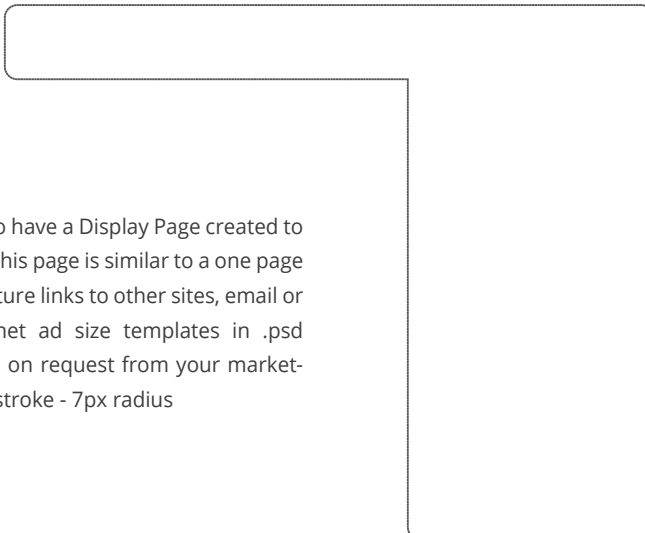 o have a Display Page created to
his page is similar to a one page
ture links to other sites, email or
net ad size templates in .psd
on request from your market-
stroke - 7px radius